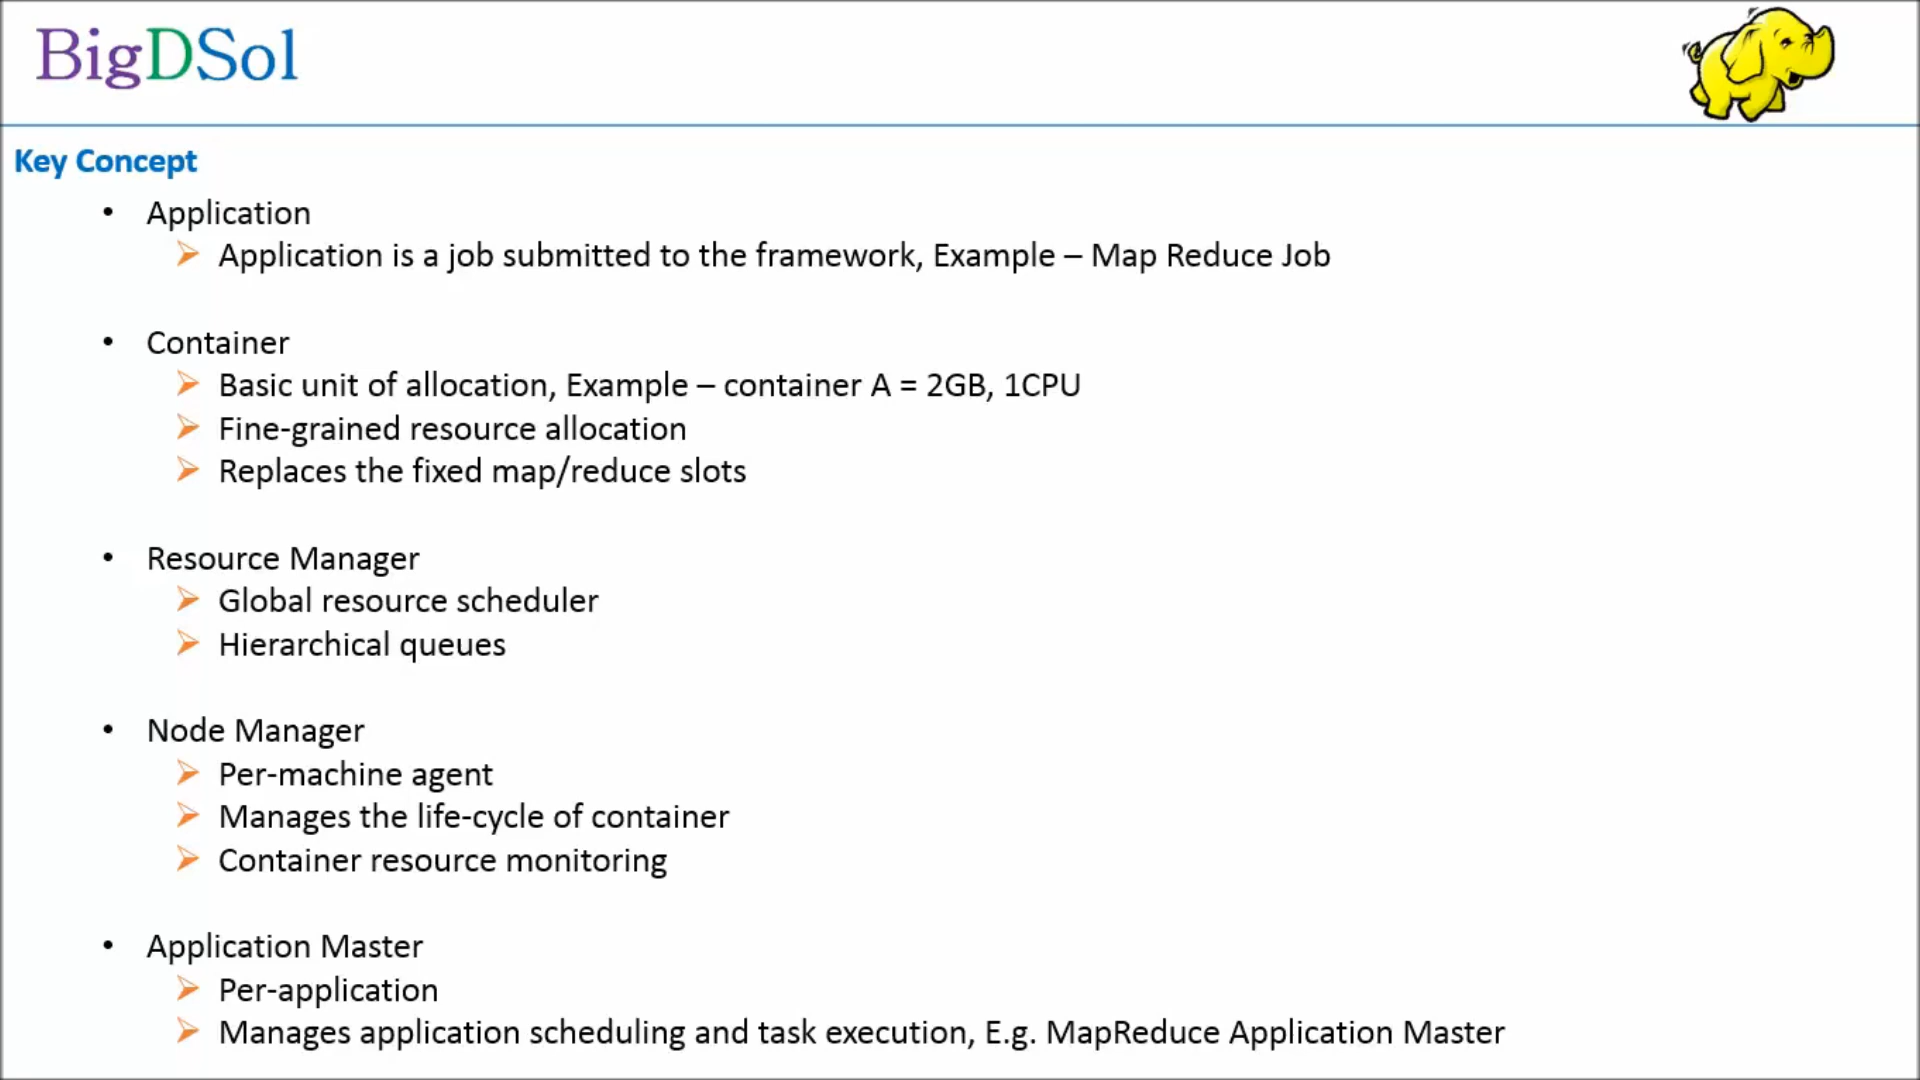 BigDSol
Key Concept
• Application
➢ Application is a job submitted to the framework, Example – Map Reduce Job
• Container
➢ Basic unit of allocation, Example – container A = 2GB, 1CPU
➢ Fine-grained resource allocation
➢ Replaces the fixed map/reduce slots
• Resource Manager
➢ Global resource scheduler
➢ Hierarchical queues
• Node Manager
➢ Per-machine agent
➢ Manages the life-cycle of container
➢ Container resource monitoring
• Application Master
➢ Per-application
➢ Manages application scheduling and task execution, E.g. MapReduce Application Master